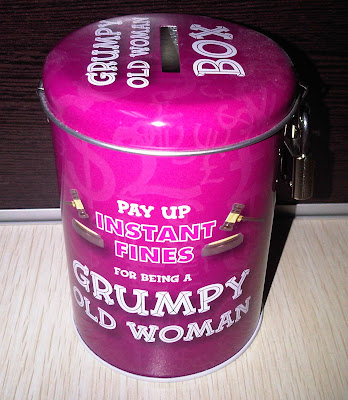 GRUMPY
OLD WOMAN
BOX
PAY UP
INSTANT
FINES
FOR BEING A
GRUMPY
OLD WOMAN